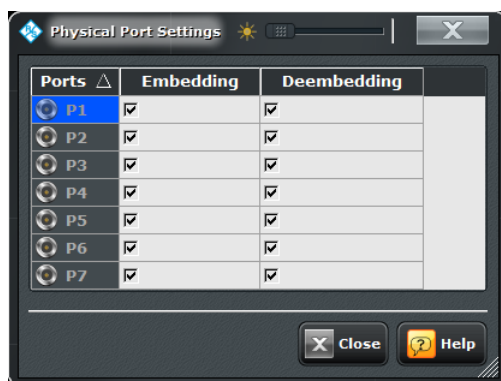 Physical Port Settings
Ports Embedding Deembedding
P1
P2
P3
P4
P5
P6
P7
Close Help